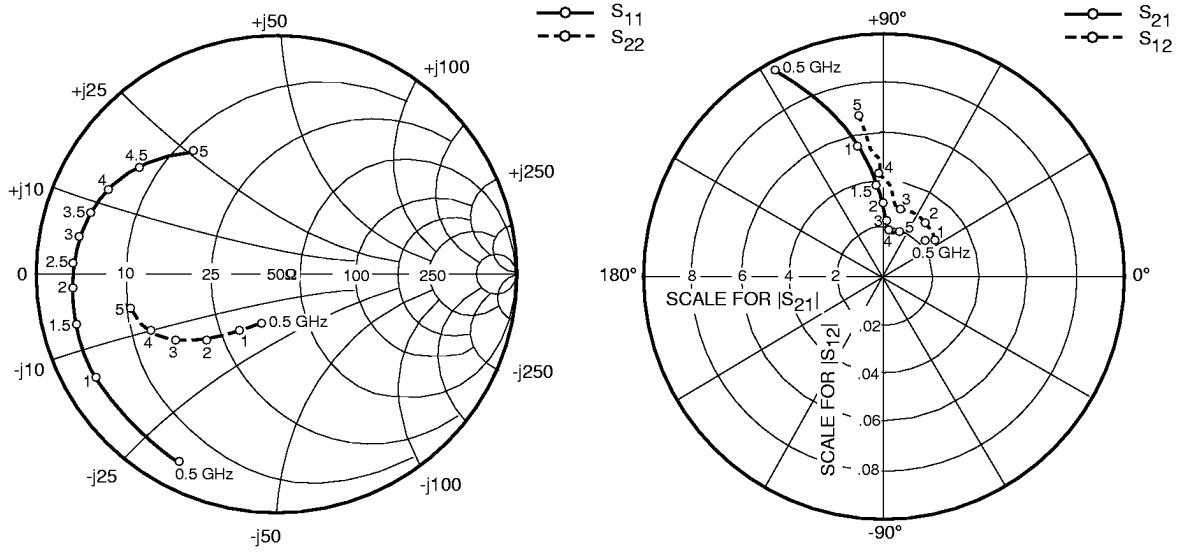 S11
S22
+j50
+j25
+j100
+j10
+j250
0.5 GHz
1
1.5
2
2.5
3
3.5
4
4.5
5
0
10
25
50Ω
100
250
∞
5
4
3
2
1
0.5 GHz
-j10
-j250
-j25
-j100
-j50
S21
S12
+90°
0.5 GHz
1
1.5
2
3
4
5
5
4
3
2
1
0.5 GHz
180°
8
6
4
2
0°
SCALE FOR |S21|
SCALE FOR |S12|
.02
.04
.06
.08
-90°